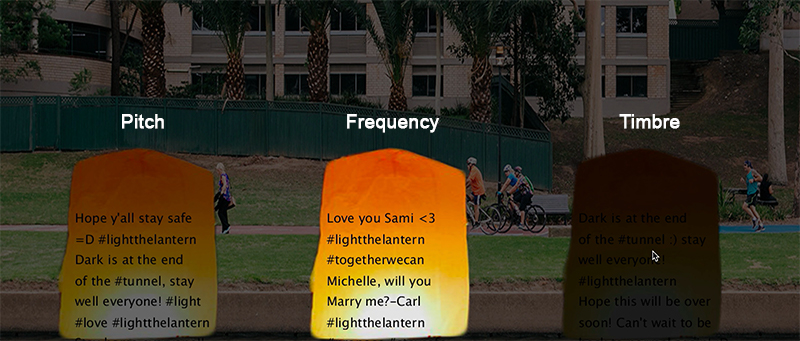 Pitch
Frequency
Timbre
Hope y'all stay safe
=D #lightthelantern
Dark is at the end
of the #tunnel, stay
well everyone! #light
#love #lightthelantern
Love you Sami <3
#lightthelantern
#togetherwecan
Michelle, will you
Marry me?-Carl
#lightthelantern
Dark is at the end
of the #tunnel :) stay
well everyone!
#lightthelantern
Hope this will be over
soon! Can't wait to be